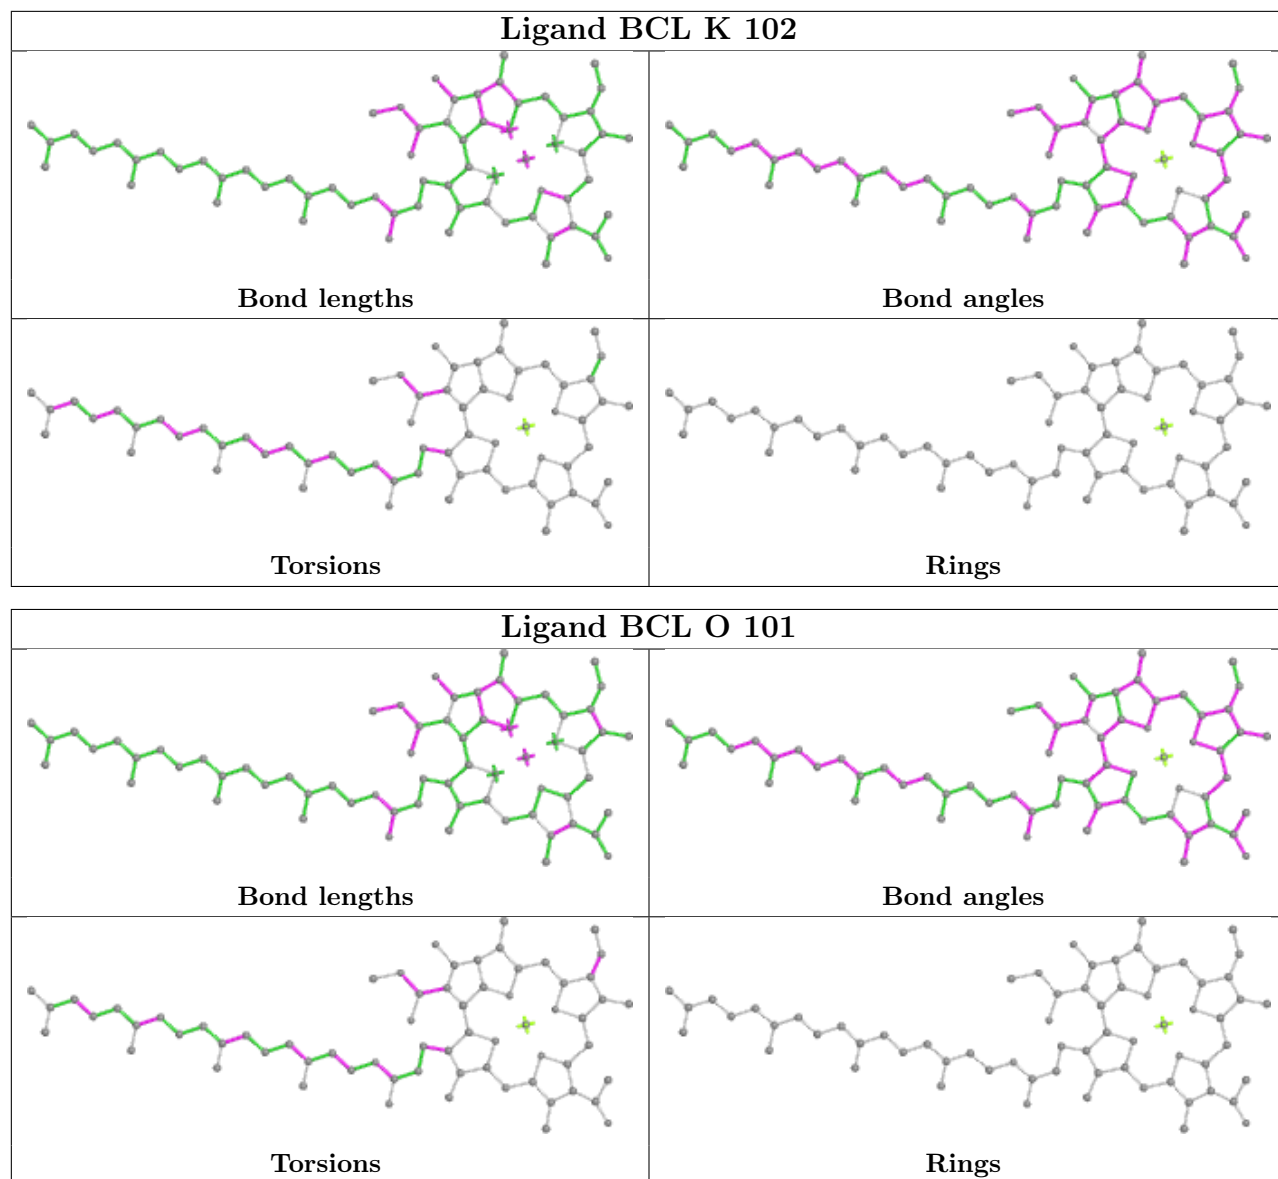 Ligand BCL K 102
Bond lengths
Bond angles
Torsions
Rings
Ligand BCL O 101
Bond lengths
Bond angles
Torsions
Rings